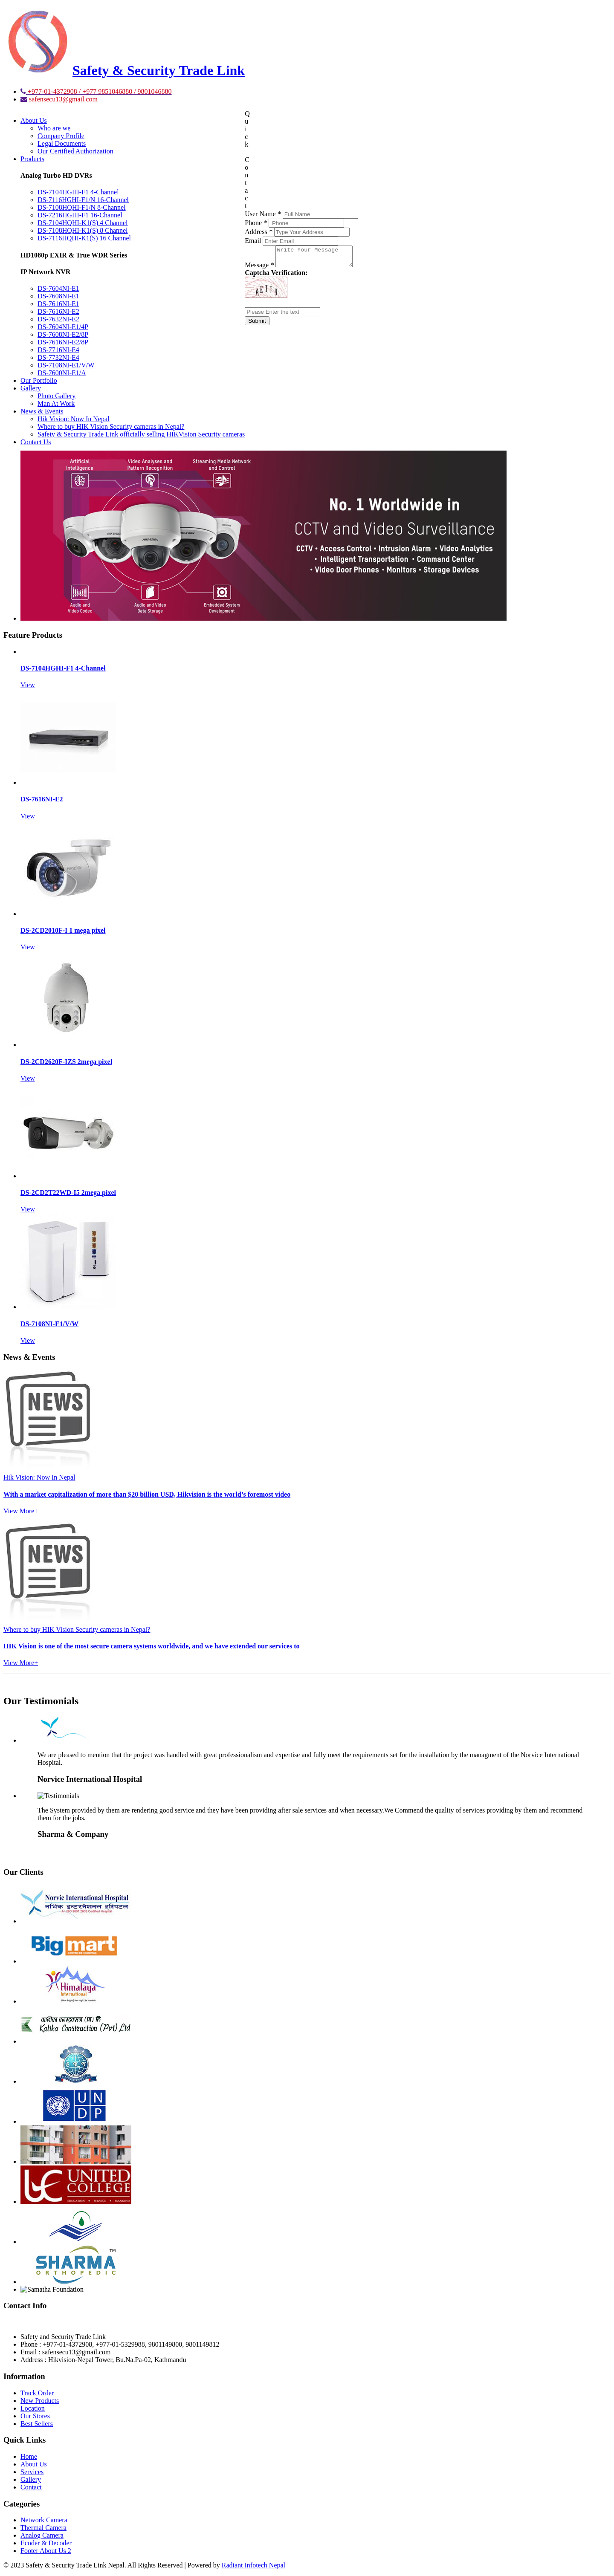 Safety & Security Trade Link
+977-01-4372908 / +977 9851046880 / 9801046880
safensecu13@gmail.com
About Us
Who are we
Company Profile
Legal Documents
Our Certified Authorization
Products
Analog Turbo HD DVRs
DS-7104HGHI-F1 4-Channel
DS-7116HGHI-F1/N 16-Channel
DS-7108HQHI-F1/N 8-Channel
DS-7216HGHI-F1 16-Channel
DS-7104HQHI-K1(S) 4 Channel
DS-7108HQHI-K1(S) 8 Channel
DS-7116HQHI-K1(S) 16 Channel
HD1080p EXIR & True WDR Series
IP Network NVR
DS-7604NI-E1
DS-7608NI-E1
DS-7616NI-E1
DS-7616NI-E2
DS-7632NI-E2
DS-7604NI-E1/4P
DS-7608NI-E2/8P
DS-7616NI-E2/8P
DS-7716NI-E4
DS-7732NI-E4
DS-7108NI-E1/V/W
DS-7600NI-E1/A
Our Portfolio
Gallery
Photo Gallery
Man At Work
News & Events
Hik Vision: Now In Nepal
Where to buy HIK Vision Security cameras in Nepal?
Safety & Security Trade Link officially selling HIKVision Security cameras
Contact Us
Quick Contact
User Name * Full Name
Phone * Phone
Address * Type Your Address
Email Enter Email
Message * Write Your Message
Captcha Verification:
Please Enter the text
Submit
Artificial Intelligence
Video Analyses and Pattern Recognition
Streaming Media Network and Control
No. 1 Worldwide in
CCTV and Video Surveillance
CCTV • Access Control • Intrusion Alarm • Video Analytics
• Intelligent Transportation • Command Center
• Video Door Phones • Monitors • Storage Devices
Audio and Video Codec
Audio and Video Data Storage
Embedded System Development
Feature Products
DS-7104HGHI-F1 4-Channel
View
DS-7616NI-E2
View
DS-2CD2010F-I 1 mega pixel
View
DS-2CD2620F-IZS 2mega pixel
View
DS-2CD2T22WD-I5 2mega pixel
View
DS-7108NI-E1/V/W
View
News & Events
NEWS
Hik Vision: Now In Nepal
With a market capitalization of more than $20 billion USD, Hikvision is the world’s foremost video
View More+
NEWS
Where to buy HIK Vision Security cameras in Nepal?
HIK Vision is one of the most secure camera systems worldwide, and we have extended our services to
View More+
Our Testimonials
We are pleased to mention that the project was handled with great professionalism and expertise and fully meet the requirements set for the installation by the managment of the Norvice International Hospital.
Norvice International Hospital
Testimonials
The System provided by them are rendering good service and they have been providing after sale services and when necessary.We Commend the quality of services providing by them and recommend them for the jobs.
Sharma & Company
Our Clients
Norvic International Hospital
नर्भिक इन्टरनेशनल हस्पिटल
Bigmart
Himalaya
International
Kalika Construction (Pvt) Ltd
UNDP
UNITED
COLLEGE
SHARMA
ORTHOPEDIC
Samatha Foundation
Contact Info
Safety and Security Trade Link
Phone : +977-01-4372908, +977-01-5329988, 9801149800, 9801149812
Email : safensecu13@gmail.com
Address : Hikvision-Nepal Tower, Bu.Na.Pa-02, Kathmandu
Information
Track Order
New Products
Location
Our Stores
Best Sellers
Quick Links
Home
About Us
Services
Gallery
Contact
Categories
Network Camera
Thermal Camera
Analog Camera
Ecoder & Decoder
Footer About Us 2
© 2023 Safety & Security Trade Link Nepal. All Rights Reserved | Powered by Radiant Infotech Nepal